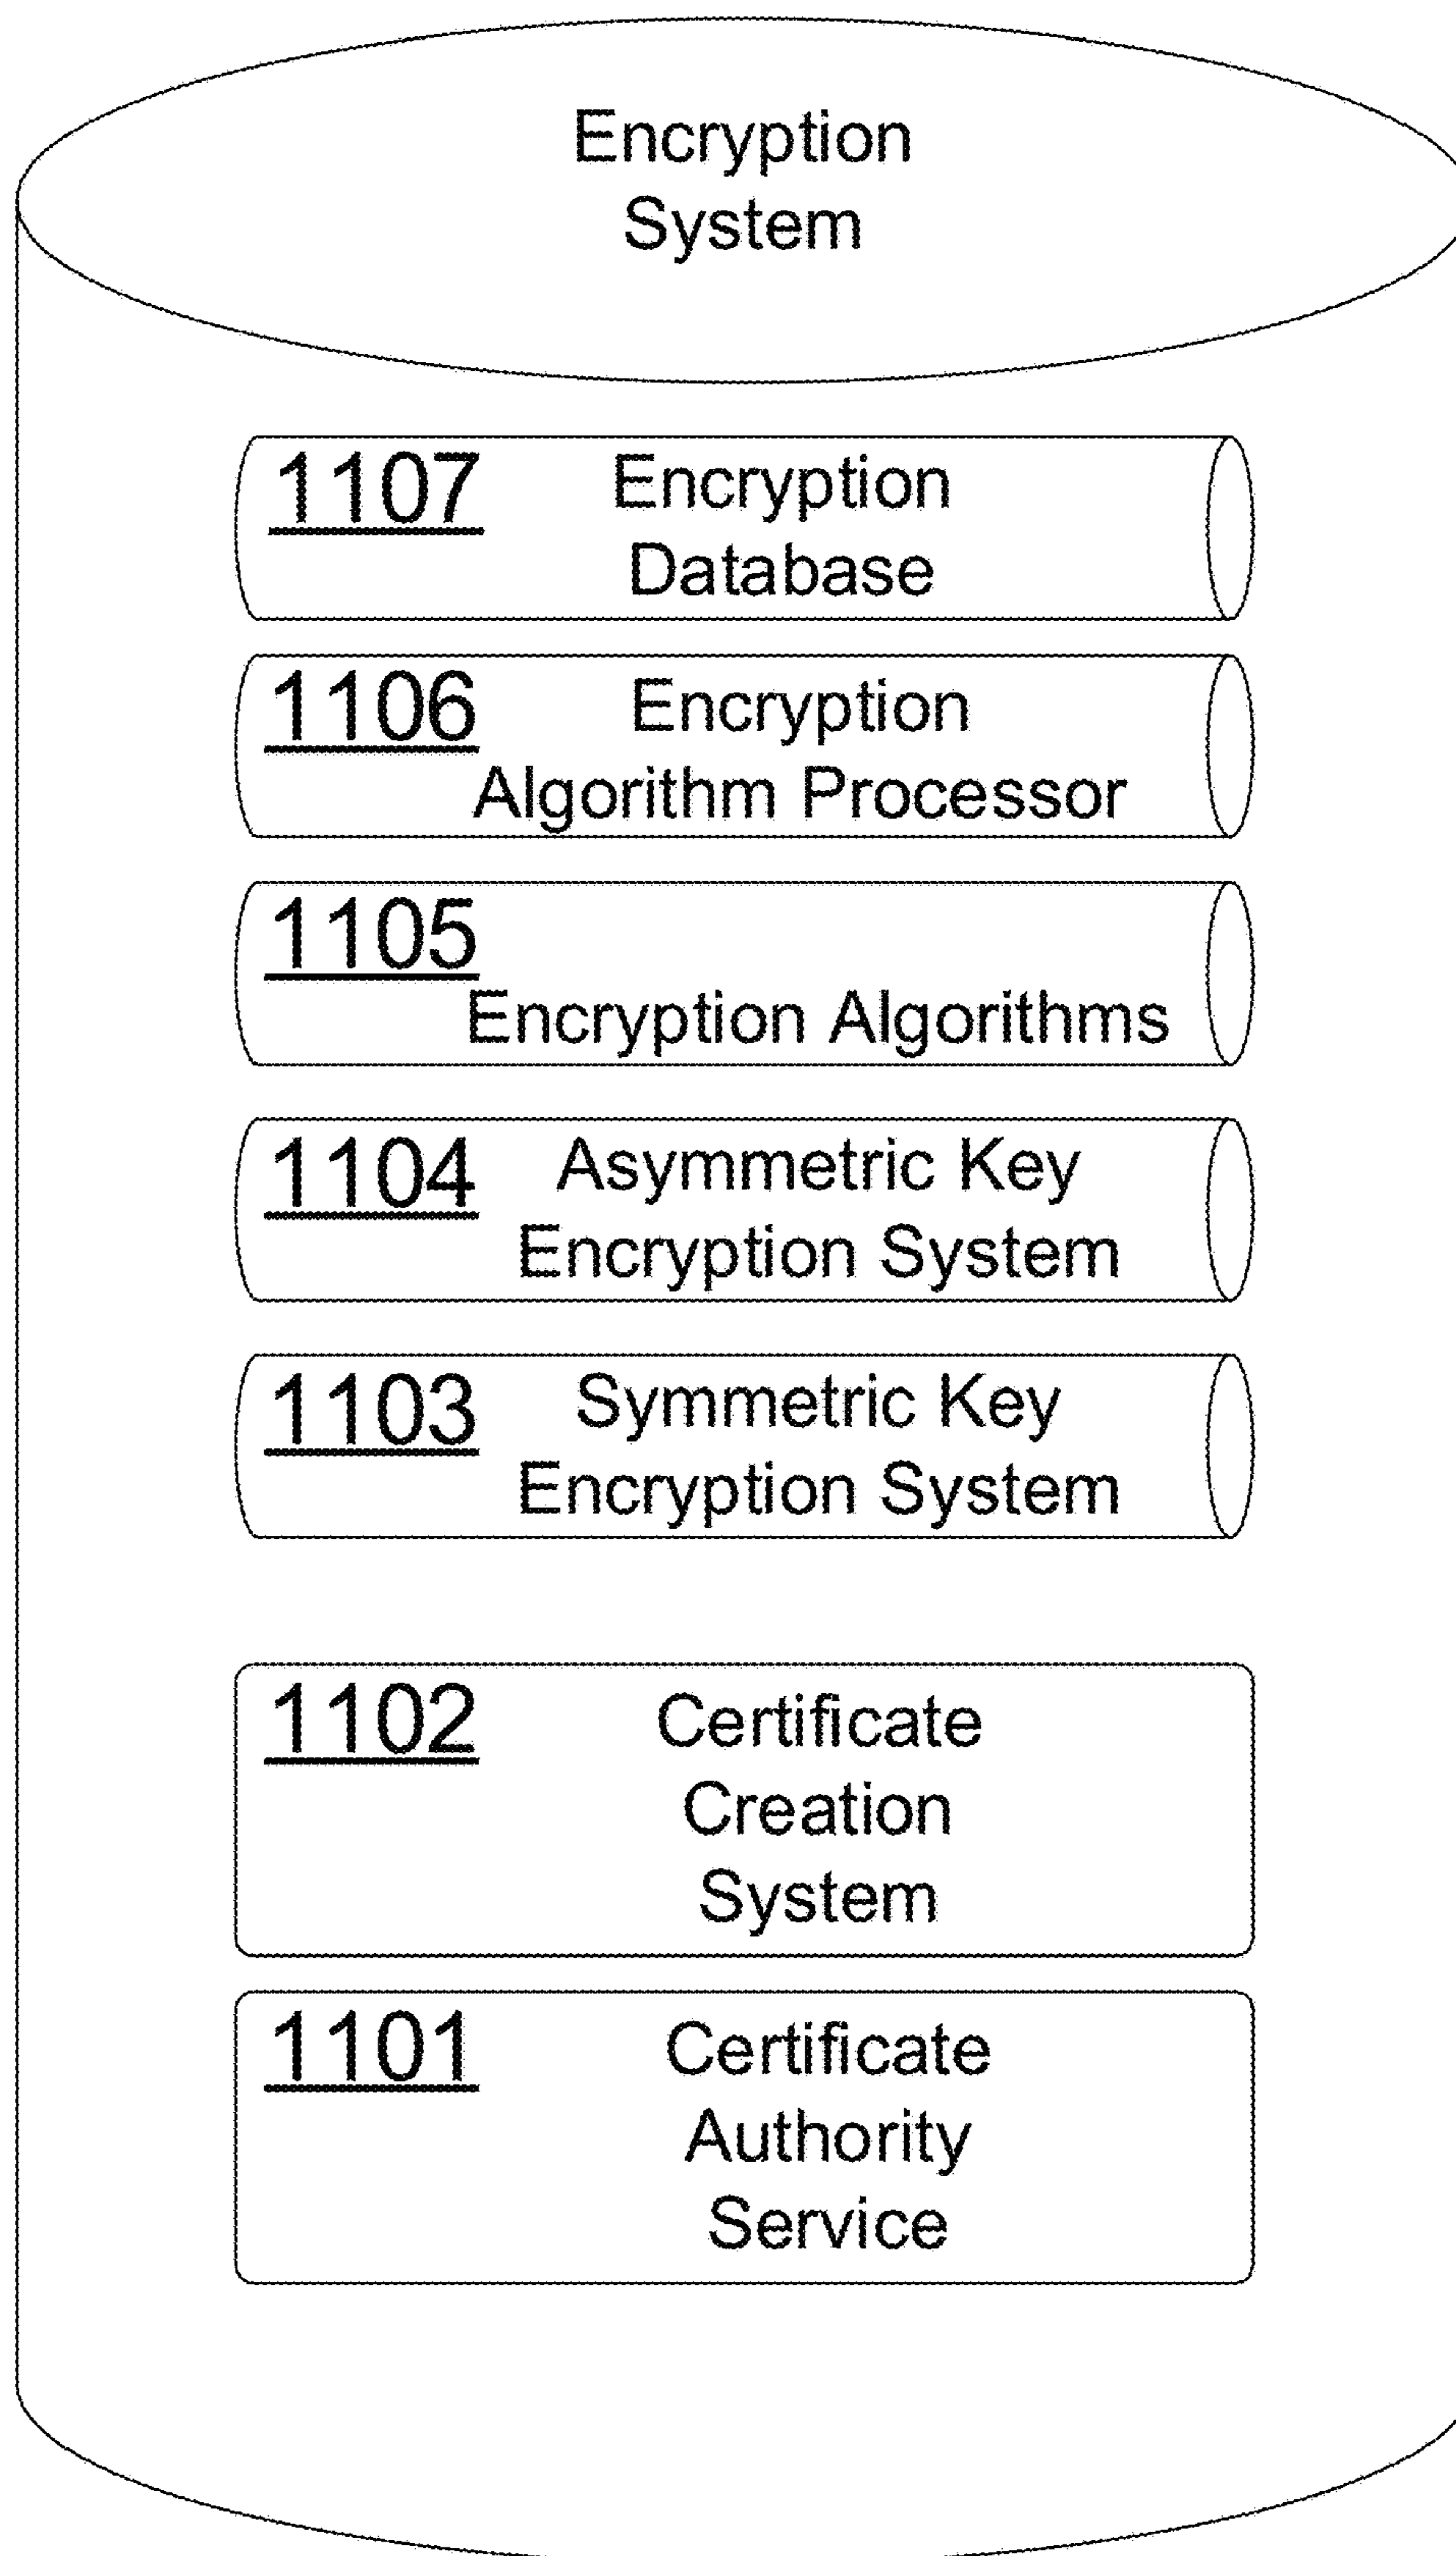 Encryption
System
1107 Encryption
Database
1106 Encryption
Algorithm Processor
1105
Encryption Algorithms
1104 Asymmetric Key
Encryption System
1103 Symmetric Key
Encryption System
1102 Certificate
Creation
System
1101 Certificate
Authority
Service